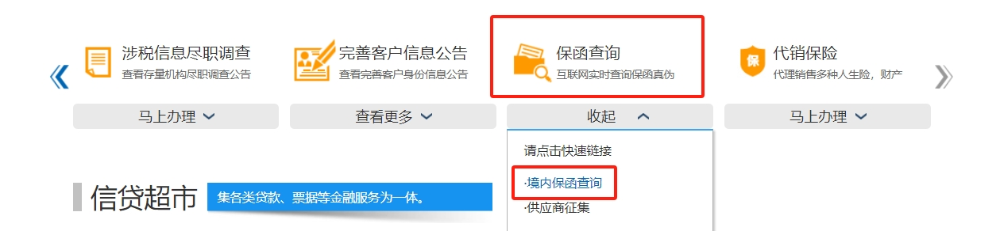 涉税信息尽职调查
查看存量机构尽职调查公告
马上办理
完善客户信息公告
查看完善客户身份信息公告
查看更多
保函查询
互联网实时查询保函真伪
收起
请点击快速链接
·境内保函查询
·供应商征集
保
代销保险
代理销售多种人生险，财产
马上办理
信贷超市
集各类贷款、票据等金融服务为一体。